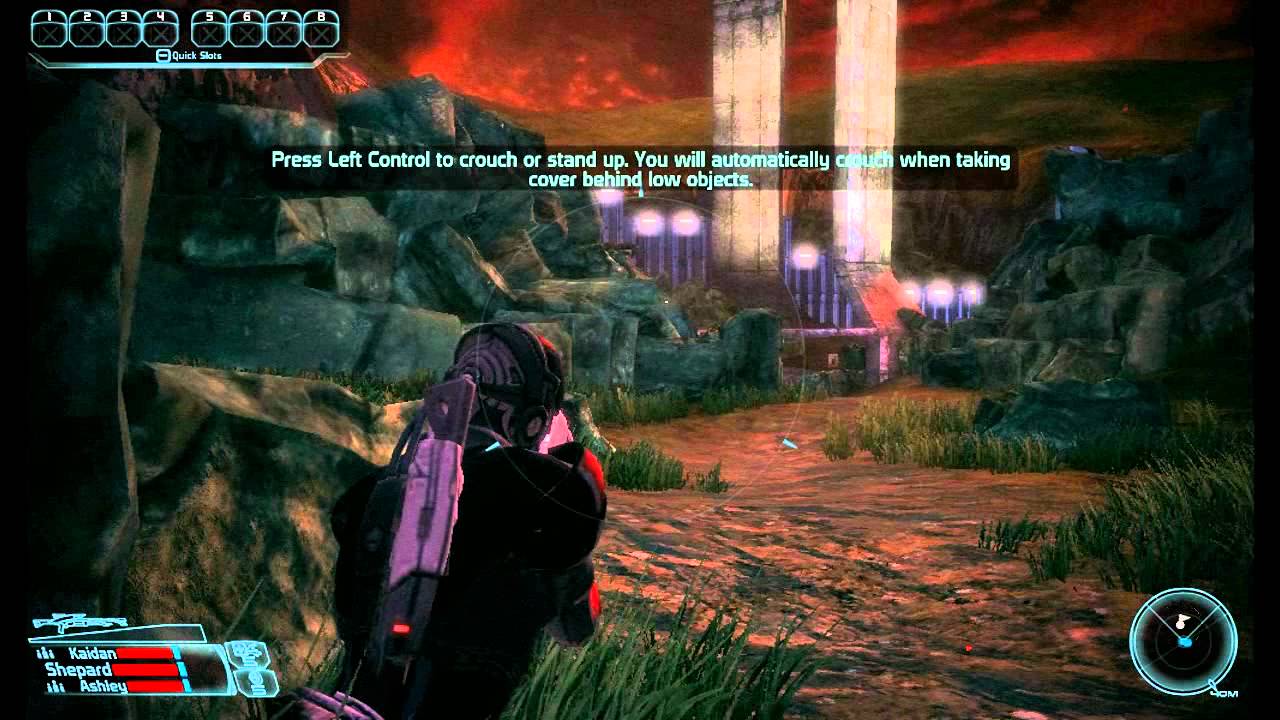 1 2 3 4 5 6 7 8
Quick Slots
Press Left Control to crouch or stand up. You will automatically crouch when taking
cover behind low objects.
Kaidan
Shepard
Ashley
40M